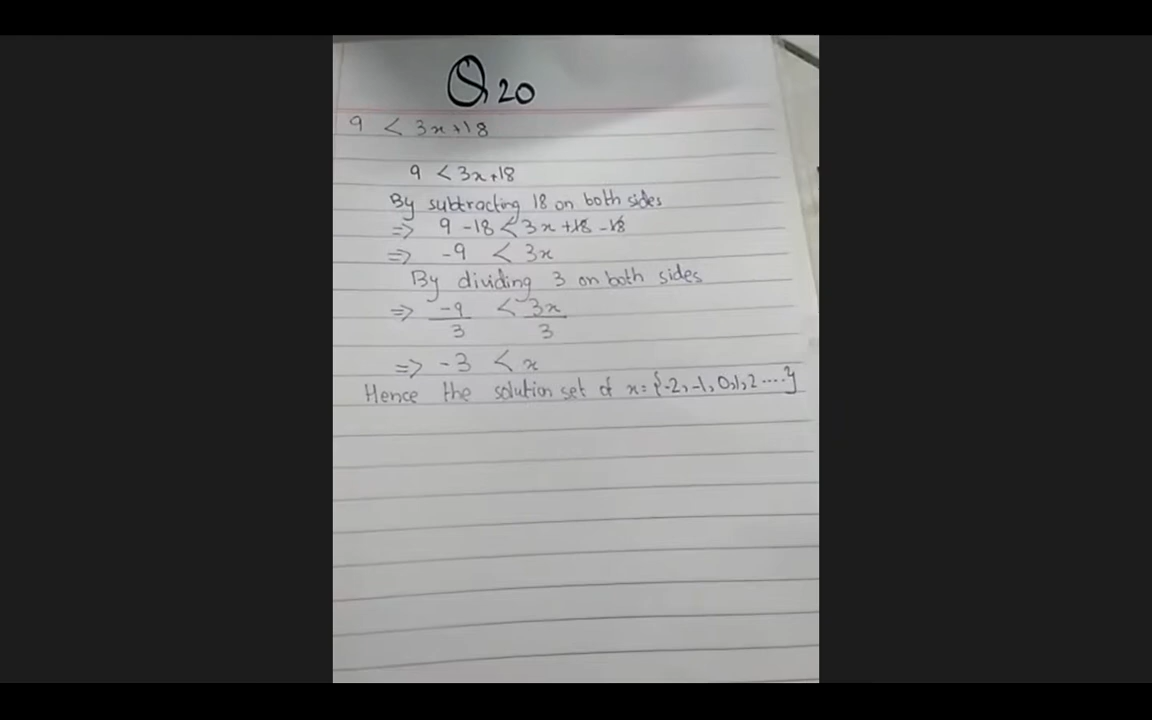 Q 20
9 < 3x+18
9 < 3x+18
By subtracting 18 on both sides
⇒ 9 -18 < 3x +18 -18
⇒ -9 < 3x
By dividing 3 on both sides
⇒ -9/3 < 3x/3
⇒ -3 < x
Hence the solution set of x={-2,-1,0,1,2....}